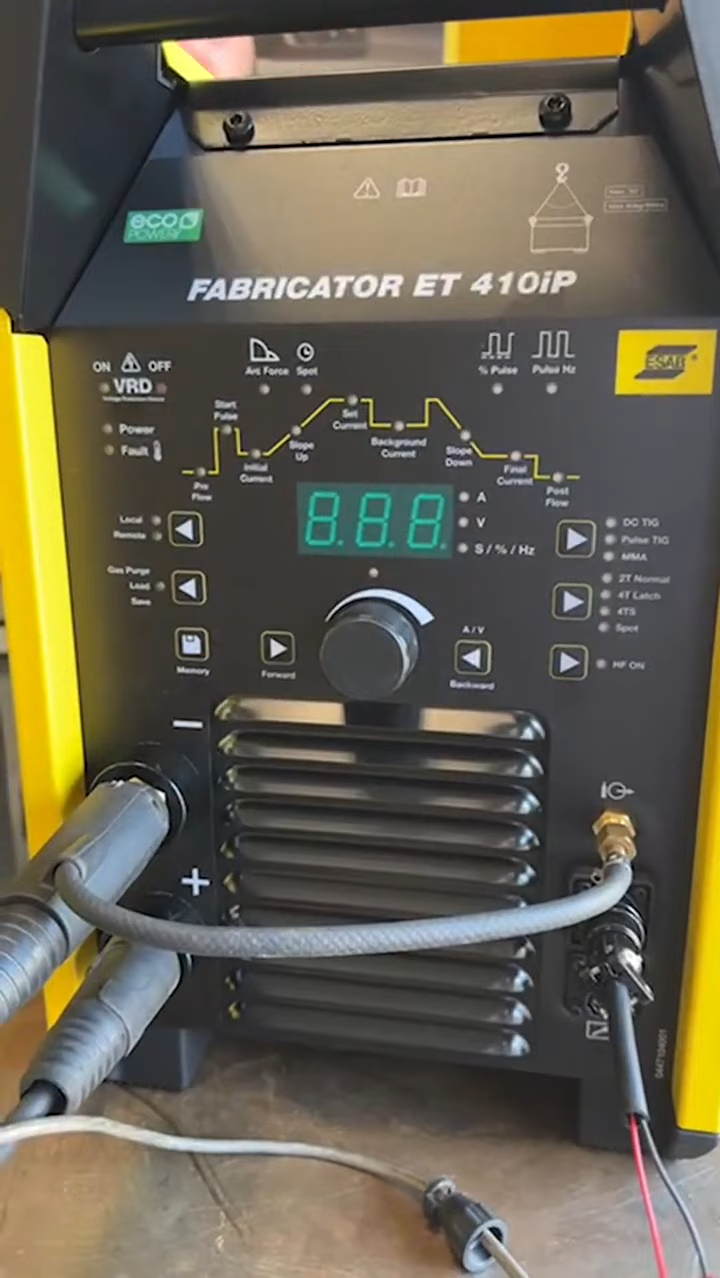 eco
POWER
FABRICATOR ET 410iP
ESAB
ON OFF
VRD
Arc Force Spot
% Pulse Pulse Hz
Power
Fault
Start
Pulse
Set
Current
Background
Current
Slope
Up
Slope
Down
Initial
Current
Final
Current
Pre
Flow
Post
Flow
8.8.8.
A
V
S / % / Hz
Local
Remote
DC TIG
Pulse TIG
MMA
Gas Purge
Load
Save
2T Normal
4T Latch
4TS
Spot
Memory
Forward
A / V
Backward
HF ON
−
+